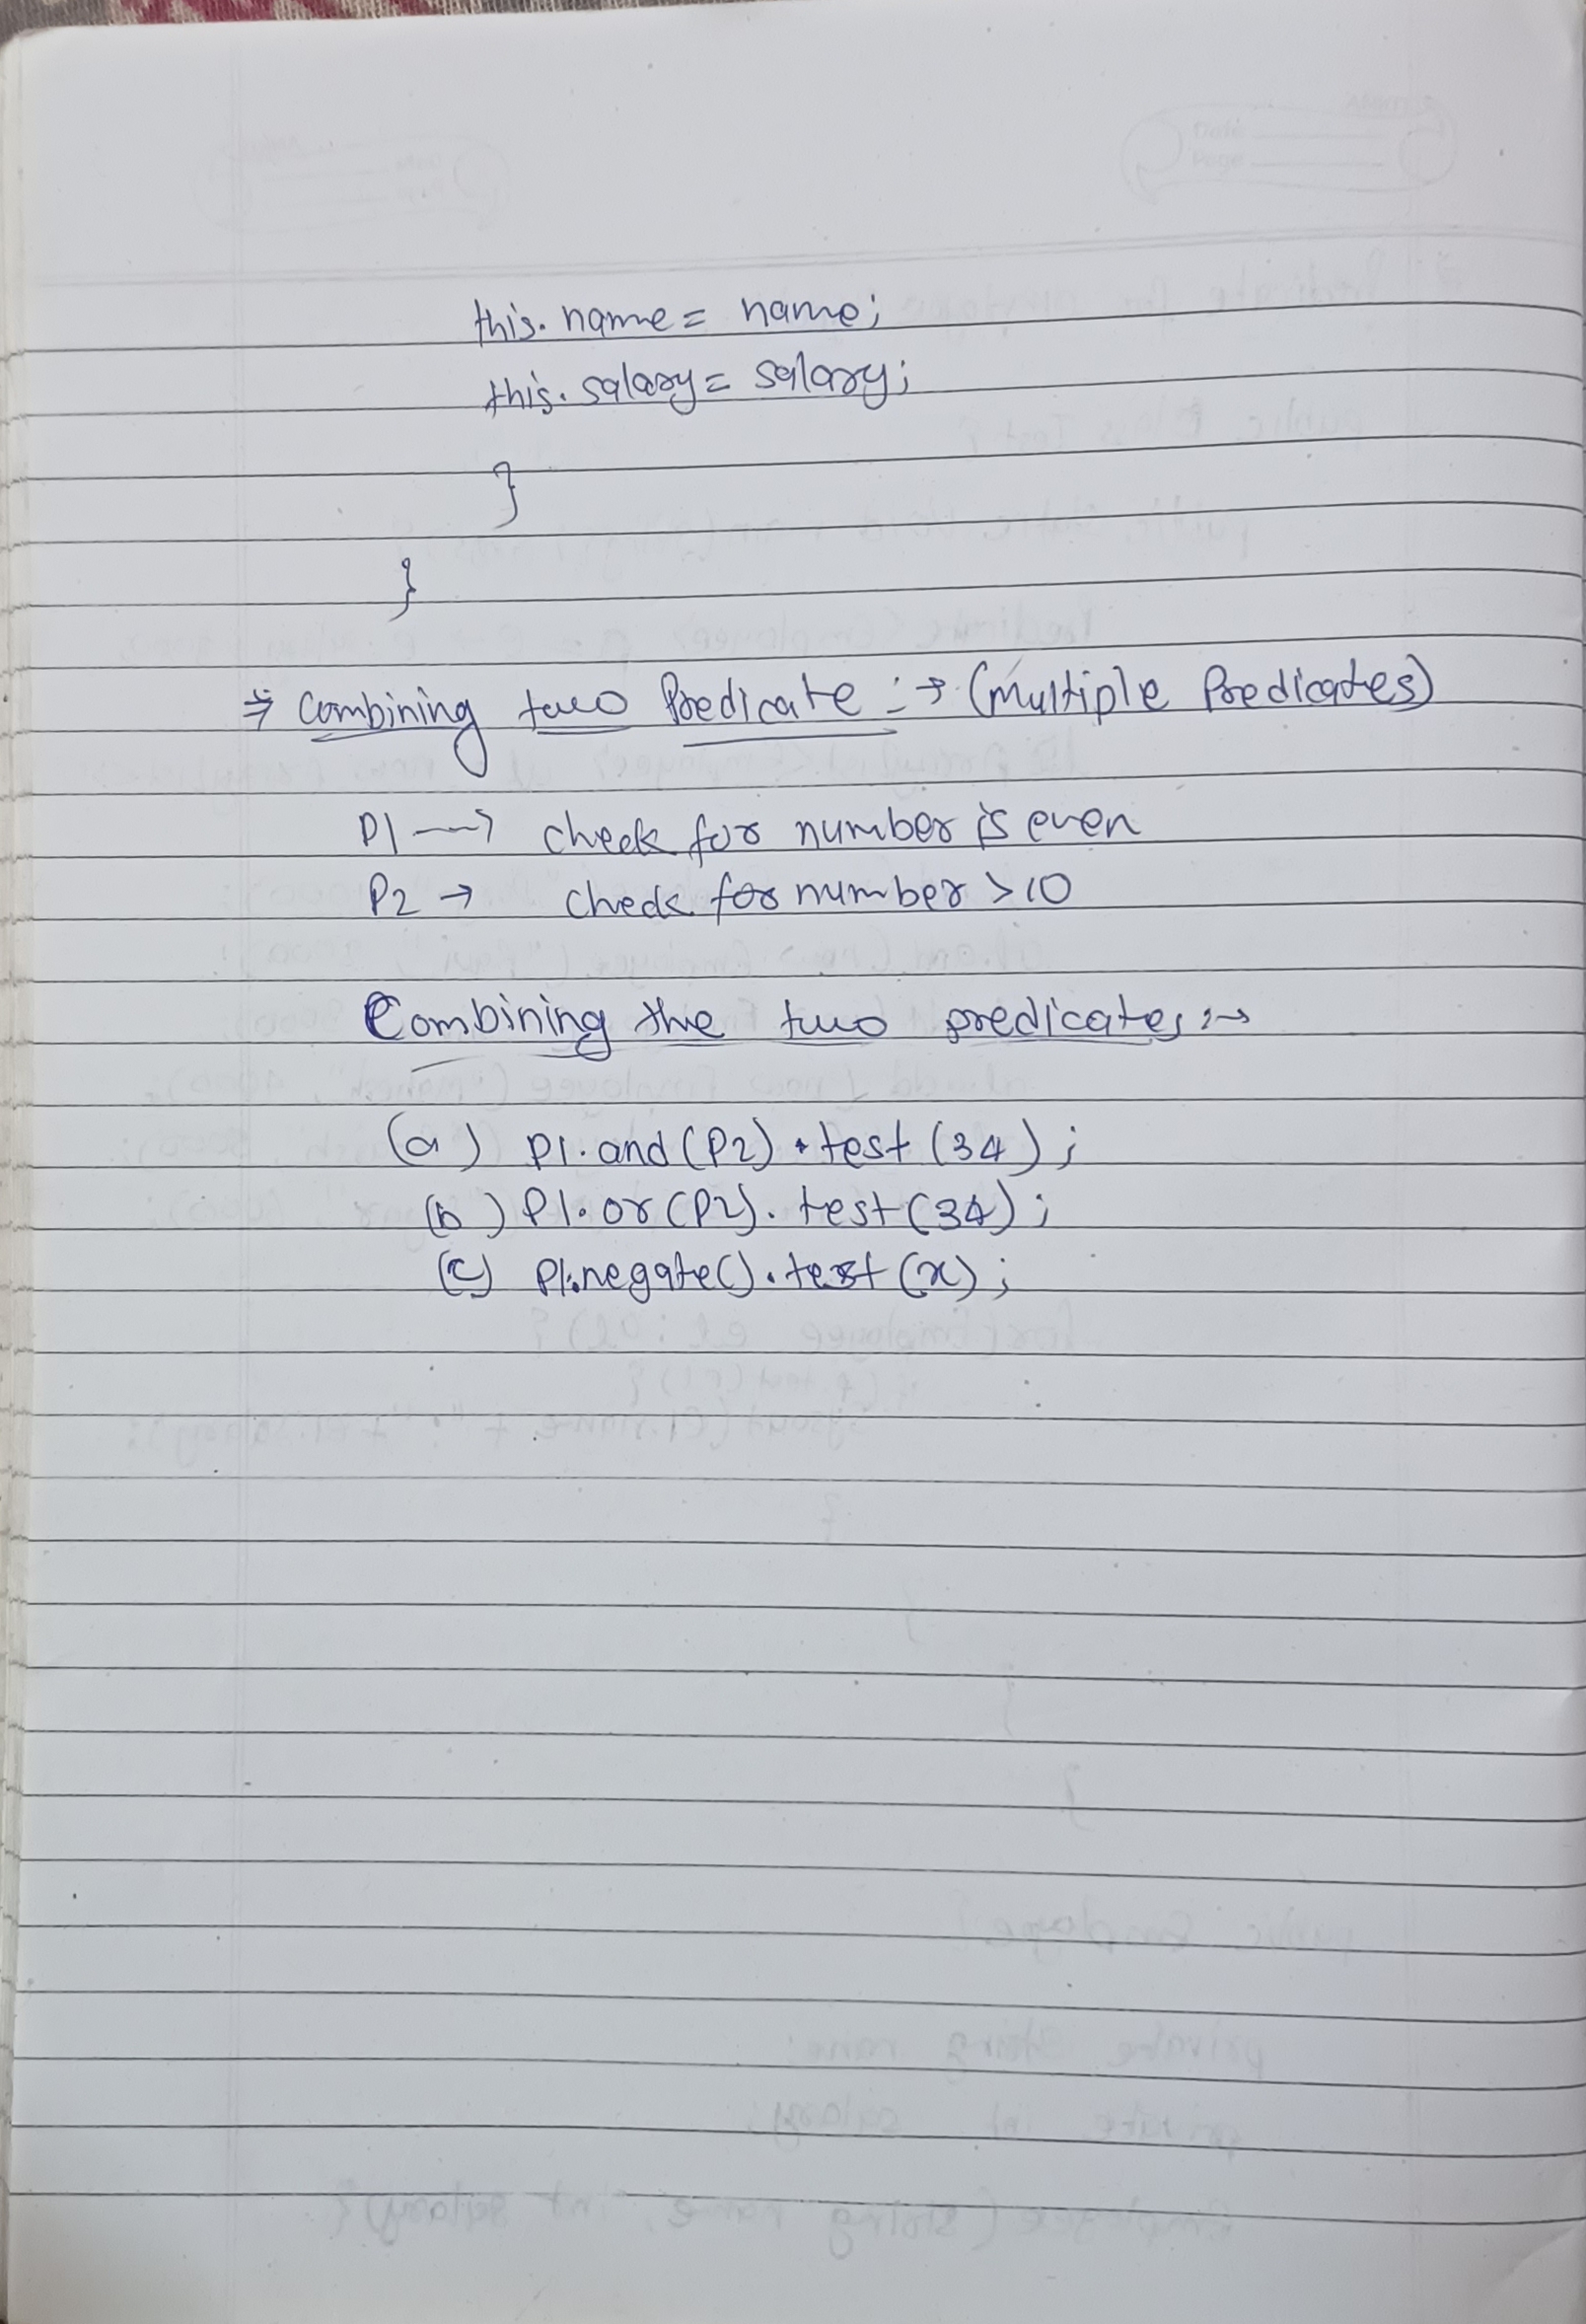 this.name = name;
this.salary = salary;
}
}
⇒ Combining two Predicate :→ (Multiple Predicates)
P1 → check for number is even
P2 → check for number > 10
Combining the two predicates :→
(a) P1.and(P2).test(34);
(b) P1.or(P2).test(34);
(c) P1.negate().test(x);